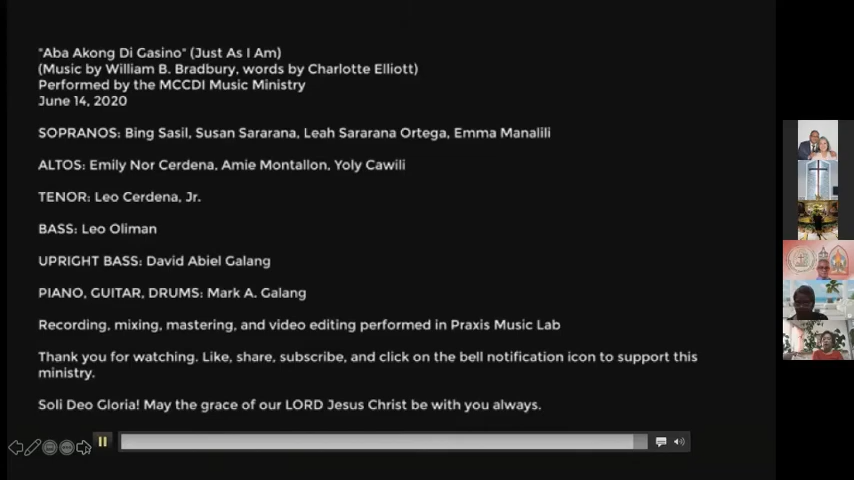 "Aba Akong Di Gasino" (Just As I Am)
(Music by William B. Bradbury, words by Charlotte Elliott)
Performed by the MCCDI Music Ministry
June 14, 2020
SOPRANOS: Bing Sasil, Susan Sararana, Leah Sararana Ortega, Emma Manalili
ALTOS: Emily Nor Cerdena, Amie Montallon, Yoly Cawili
TENOR: Leo Cerdena, Jr.
BASS: Leo Oliman
UPRIGHT BASS: David Abiel Galang
PIANO, GUITAR, DRUMS: Mark A. Galang
Recording, mixing, mastering, and video editing performed in Praxis Music Lab
Thank you for watching. Like, share, subscribe, and click on the bell notification icon to support this
ministry.
Soli Deo Gloria! May the grace of our LORD Jesus Christ be with you always.